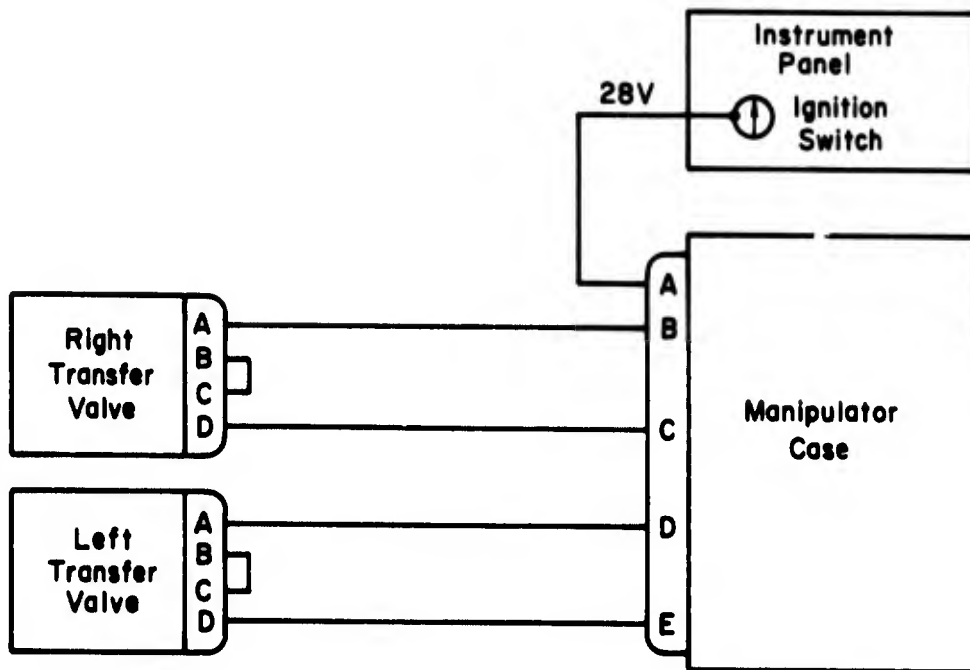 Instrument
Panel
28V
Ignition
Switch
A
B
C
D
E
Manipulator
Case
Right
Transfer
Valve
A
B
C
D
Left
Transfer
Valve
A
B
C
D